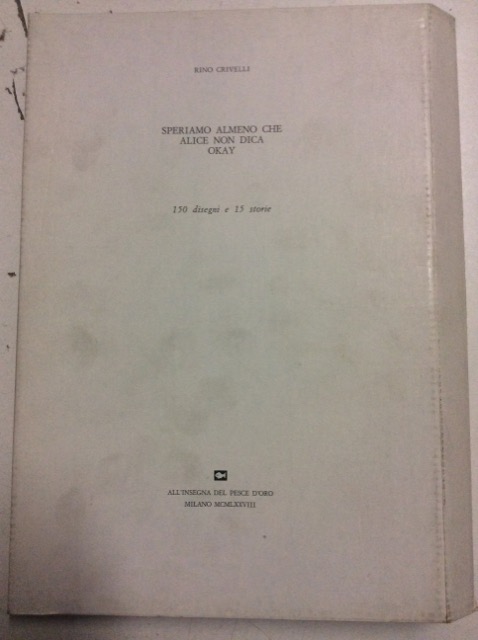 RINO CRIVELLI
SPERIAMO ALMENO CHE
ALICE NON DICA
OKAY
150 disegni e 15 storie
ALL'INSEGNA DEL PESCE D'ORO
MILANO MCMLXXVIII